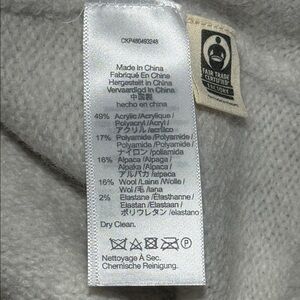 CKP480493248
Made In China
Fabriqué En China
Hergestellt in China
Vervaardigd In China
中国製
hecho en china
49% Acrylic/Acrylique /
Polyacryl /Acryl /
アクリル /acrílico
17% Polyamide/Polyamide /
Polyamid /Polyamide /
ナイロン /poliamida
16% Alpaca /Alpaga /
Alpaka /Alpaca /
アルパカ /alpaca
16% Wool /Laine /Wolle /
Wol /毛 /lana
2% Elastane /Élasthanne /
Elastan /Elastaan /
ポリウレタン /elastano
Dry Clean.
Nettoyage À Sec.
Chemische Reinigung.
FAIR TRADE
CERTIFIED
FACTORY